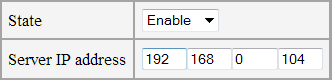 State Enable
Server IP address 192 168 0 104